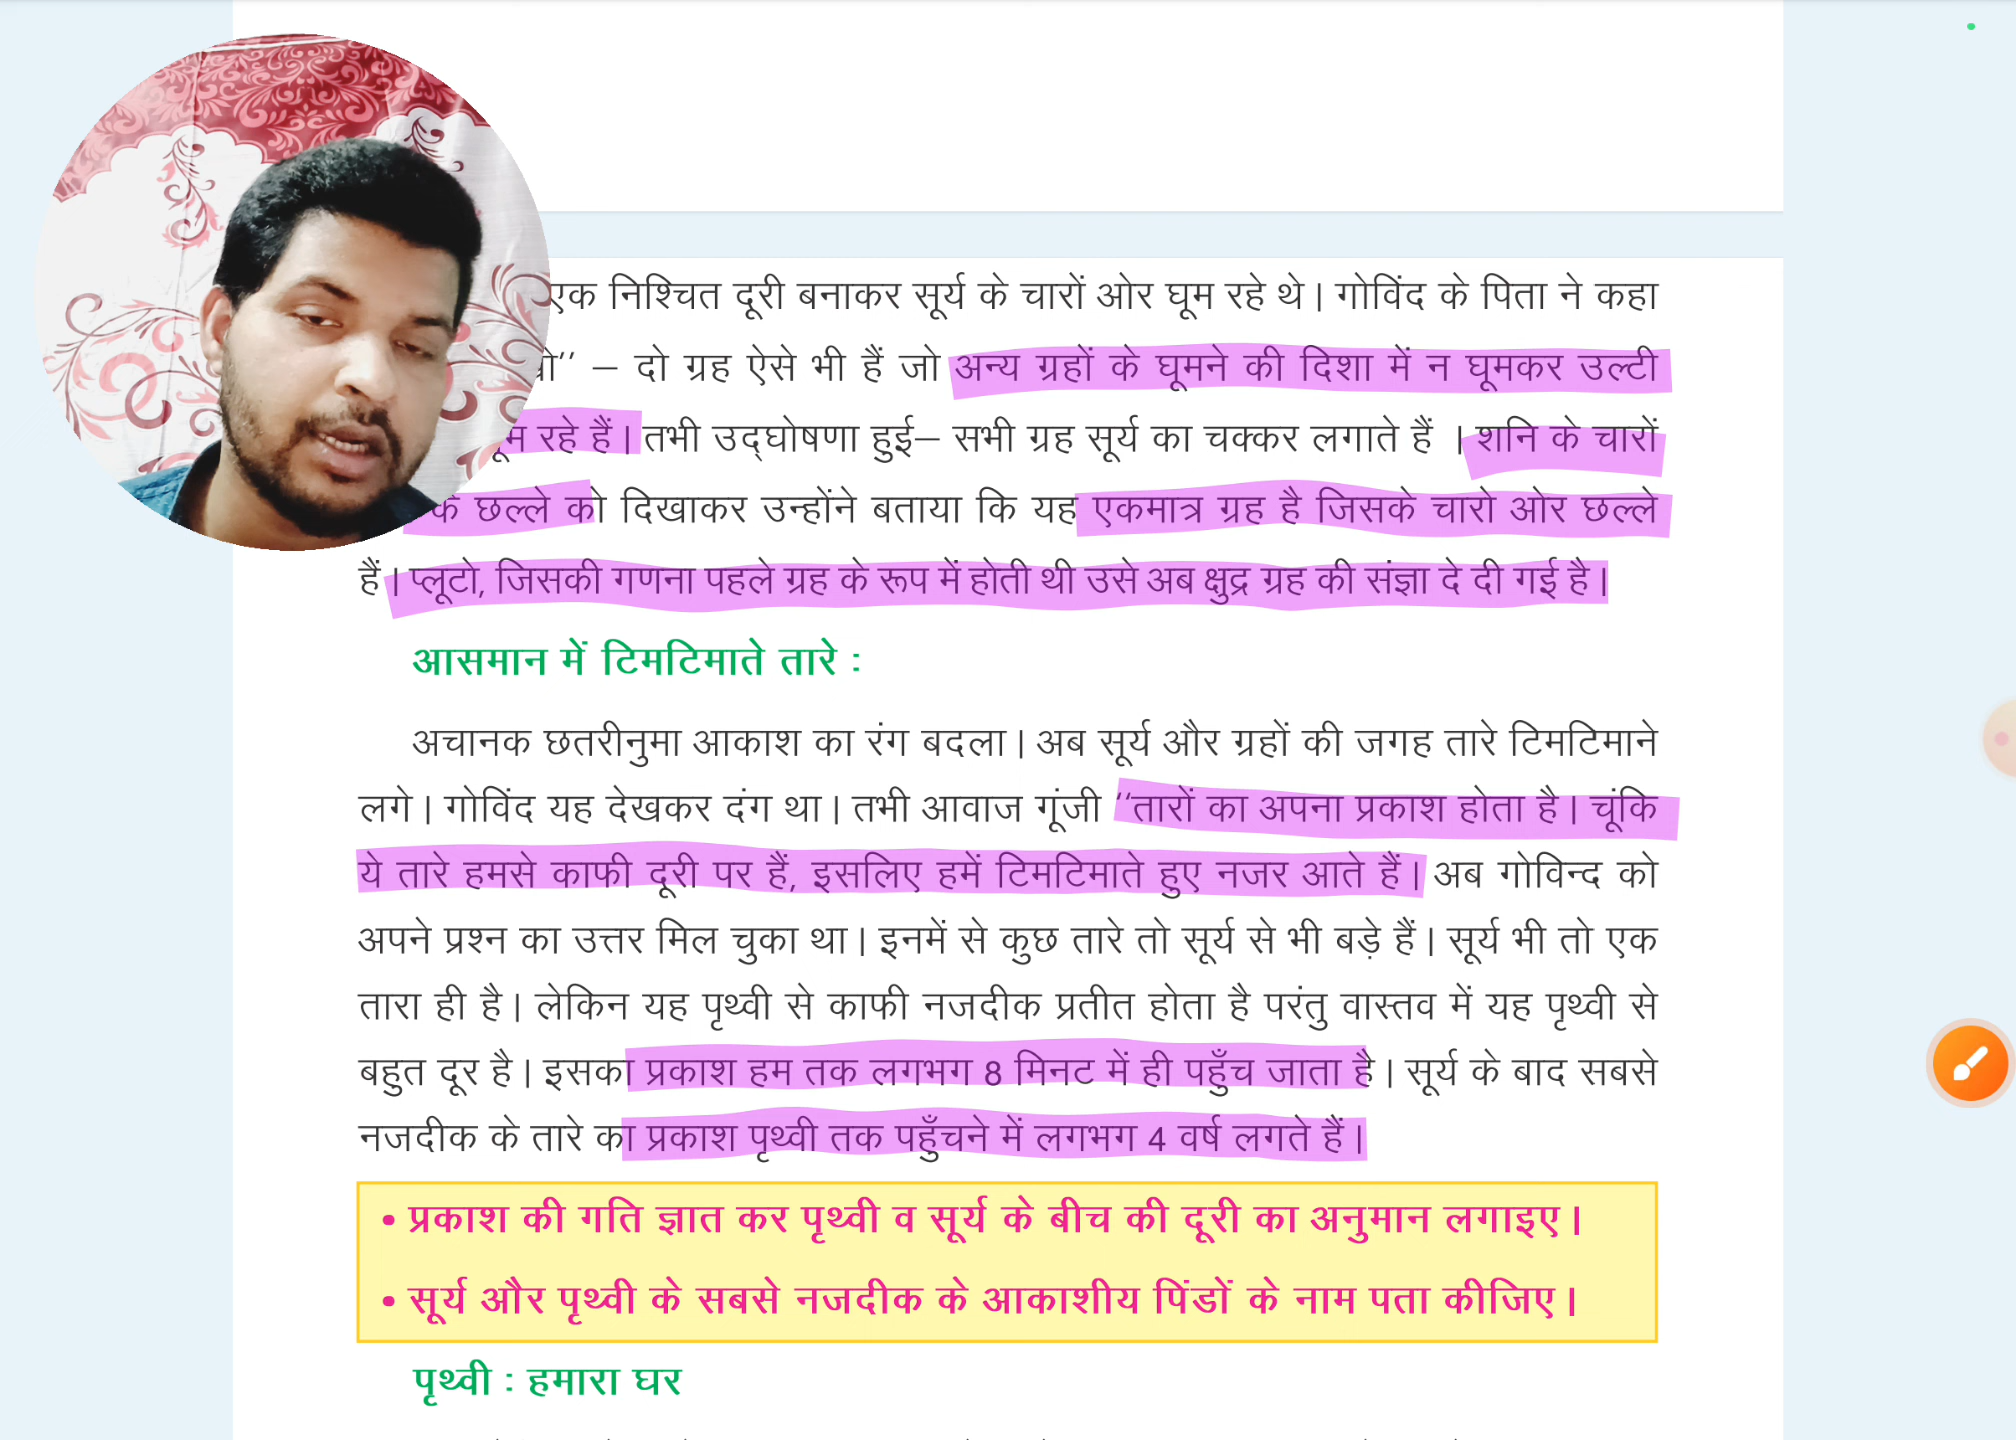 एक निश्चित दूरी बनाकर सूर्य के चारों ओर घूम रहे थे। गोविंद के पिता ने कहा
– दो ग्रह ऐसे भी हैं जो अन्य ग्रहों के घूमने की दिशा में न घूमकर उल्टी
रहे हैं। तभी उद्घोषणा हुई– सभी ग्रह सूर्य का चक्कर लगाते हैं । शनि के चारों
के छल्ले को दिखाकर उन्होंने बताया कि यह एकमात्र ग्रह है जिसके चारो ओर छल्ले
हैं। प्लूटो, जिसकी गणना पहले ग्रह के रूप में होती थी उसे अब क्षुद्र ग्रह की संज्ञा दे दी गई है।
आसमान में टिमटिमाते तारे :
अचानक छतरीनुमा आकाश का रंग बदला। अब सूर्य और ग्रहों की जगह तारे टिमटिमाने
लगे। गोविंद यह देखकर दंग था। तभी आवाज गूंजी ‘‘तारों का अपना प्रकाश होता है। चूंकि
ये तारे हमसे काफी दूरी पर हैं, इसलिए हमें टिमटिमाते हुए नजर आते हैं। अब गोविन्द को
अपने प्रश्न का उत्तर मिल चुका था। इनमें से कुछ तारे तो सूर्य से भी बड़े हैं। सूर्य भी तो एक
तारा ही है। लेकिन यह पृथ्वी से काफी नजदीक प्रतीत होता है परंतु वास्तव में यह पृथ्वी से
बहुत दूर है। इसका प्रकाश हम तक लगभग 8 मिनट में ही पहुँच जाता है। सूर्य के बाद सबसे
नजदीक के तारे का प्रकाश पृथ्वी तक पहुँचने में लगभग 4 वर्ष लगते हैं।
• प्रकाश की गति ज्ञात कर पृथ्वी व सूर्य के बीच की दूरी का अनुमान लगाइए।
• सूर्य और पृथ्वी के सबसे नजदीक के आकाशीय पिंडों के नाम पता कीजिए।
पृथ्वी : हमारा घर